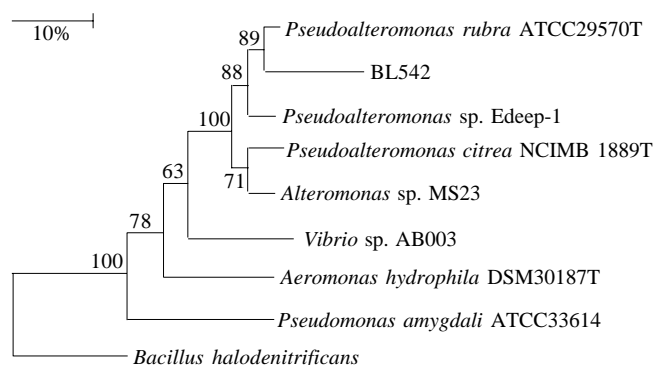 10%
89
Pseudoalteromonas rubra ATCC29570T
BL542
88
Pseudoalteromonas sp. Edeep-1
100
Pseudoalteromonas citrea NCIMB 1889T
71
Alteromonas sp. MS23
63
Vibrio sp. AB003
78
Aeromonas hydrophila DSM30187T
100
Pseudomonas amygdali ATCC33614
Bacillus halodenitrificans